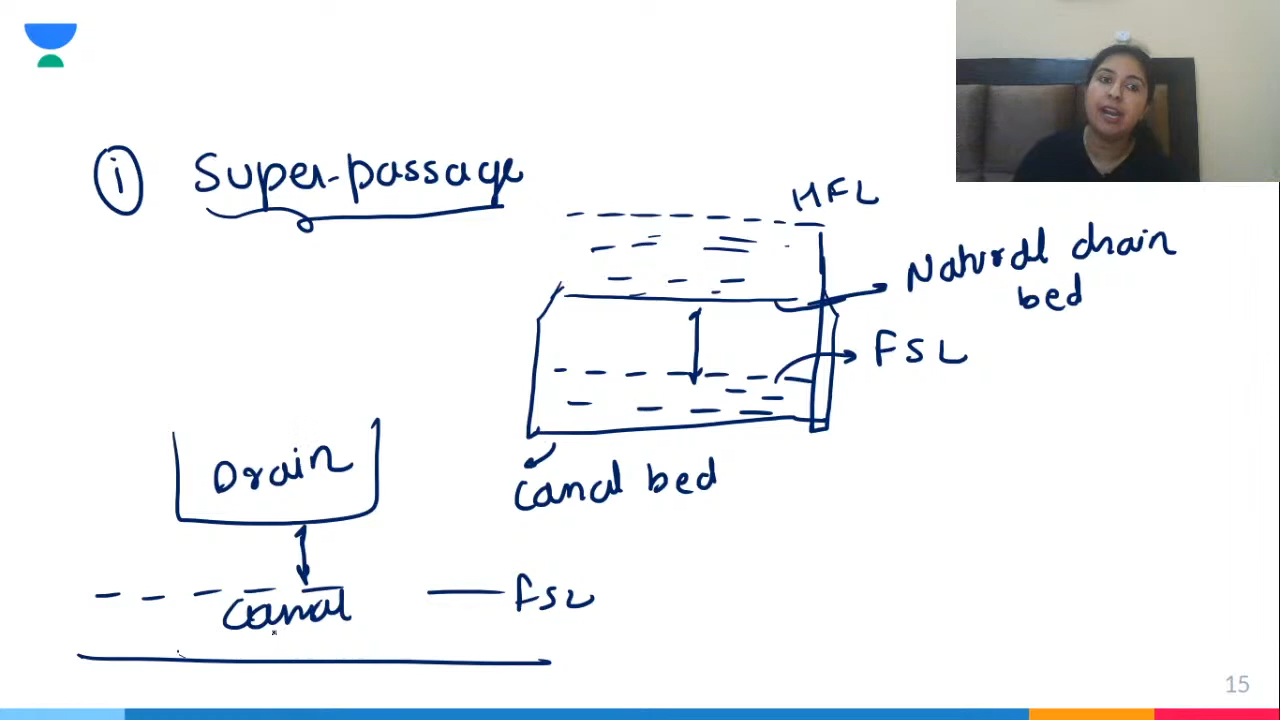 i Super-passage
HFL
Natural drain
bed
FSL
Canal bed
Drain
Canal
FSL
15